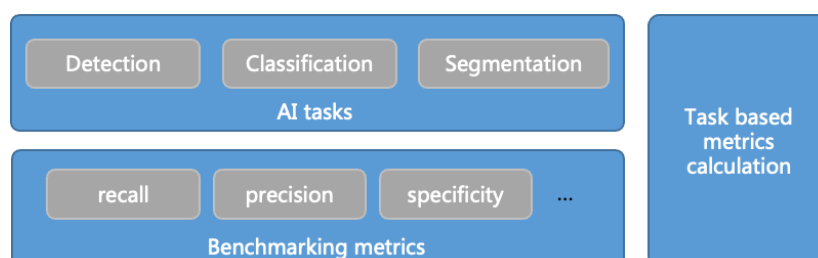 Detection Classification Segmentation
AI tasks
recall precision specificity ...
Benchmarking metrics
Task based
metrics
calculation